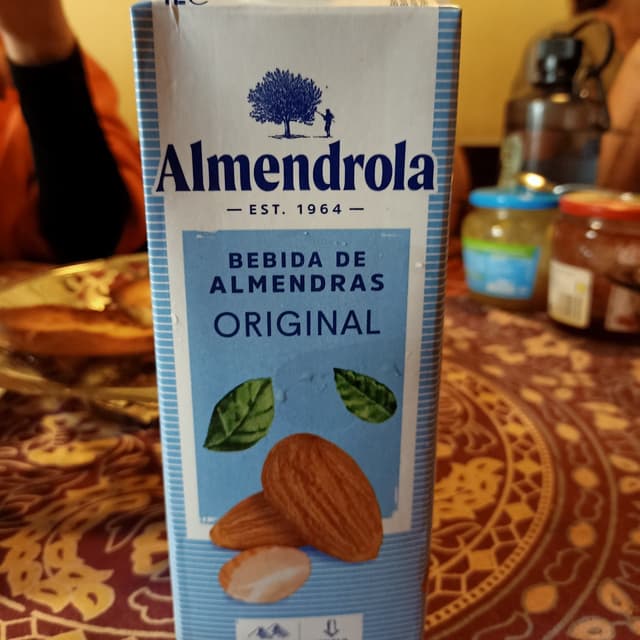 Almendrola
— EST. 1964 —
BEBIDA DE
ALMENDRAS
ORIGINAL